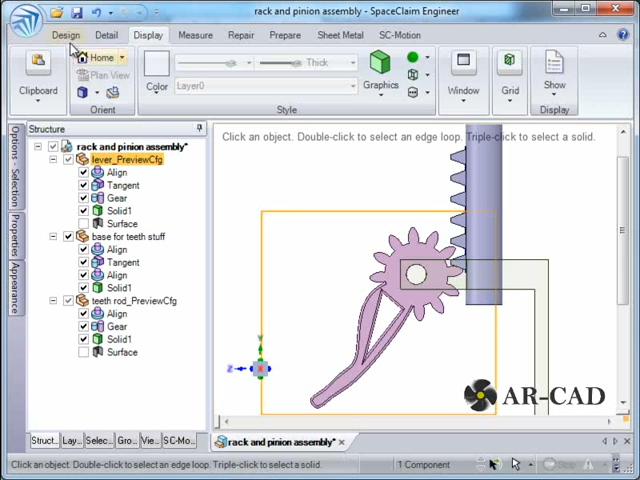 rack and pinion assembly* - SpaceClaim Engineer
Design Detail Display Measure Repair Prepare Sheet Metal SC-Motion
Home
Plan View
Clipboard
Orient
Color
Thick
Layer0
Style
Graphics
Window
Grid
Show
Display
Options - Selection
Properties
Appearance
Structure
rack and pinion assembly*
lever_PreviewCfg
Align
Tangent
Gear
Solid1
Surface
base for teeth stuff
Align
Tangent
Align
Solid1
teeth rod_PreviewCfg
Align
Gear
Solid1
Surface
Click an object. Double-click to select an edge loop. Triple-click to select a solid.
Y
Z
X
AR-CAD
Struct... Lay... Selec... Gro... Vie... SC-Mo...
rack and pinion assembly*
Click an object. Double-click to select an edge loop. Triple-click to select a solid.
1 Component
Stop